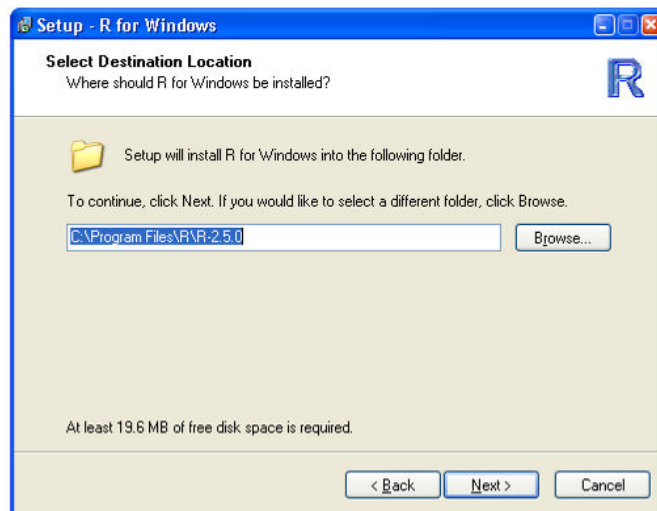 Setup - R for Windows
Select Destination Location
Where should R for Windows be installed?
R
Setup will install R for Windows into the following folder.
To continue, click Next. If you would like to select a different folder, click Browse.
C:\Program Files\R\R-2.5.0
Browse...
At least 19.6 MB of free disk space is required.
< Back
Next >
Cancel